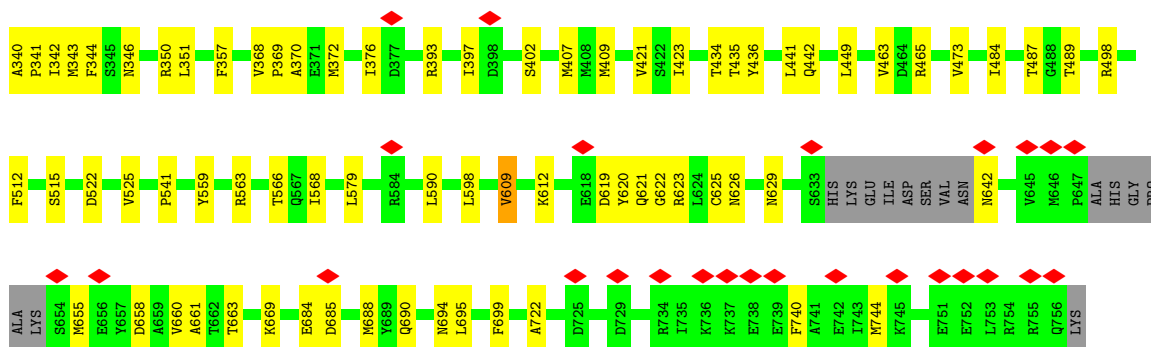 A340 P341 I342 M343 F344 S345 N346 R350 L351 F357 V368 P369 A370 E371 M372 I376 D377 R393 I397 D398 S402 M407 M408 M409 V421 S422 I423 T434 T435 Y436 L441 Q442 L449 V463 D464 R465 V473 I484 T487 G488 T489 R498
F512 S515 D522 V525 P541 Y559 R563 T566 Q567 I568 L579 R584 L590 L598 V609 K612 E618 D619 Y620 Q621 G622 R623 L624 C625 N626 N629 S633 HIS LYS GLU ILE ASP SER VAL ASN N642 V645 M646 P647 ALA HIS GLY PRO
ALA LYS S654 M655 E656 Y657 D658 A659 V660 A661 T662 T663 K669 E684 D685 M688 Y689 Q690 N694 L695 F699 A722 D725 D729 R734 I735 K736 K737 E738 E739 F740 A741 E742 I743 M744 K745 E751 E752 L753 R754 R755 Q756 LYS